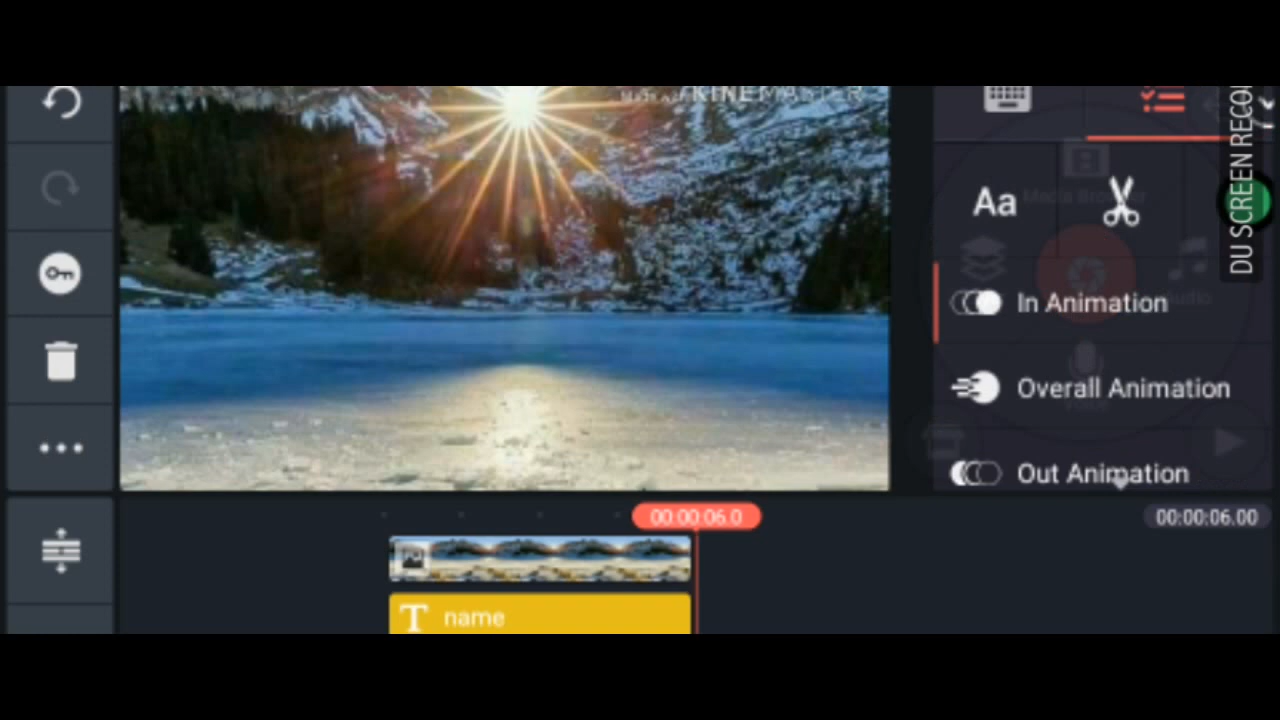 KINEMASTER
DU SCREEN RECO
Aa
In Animation
Overall Animation
Out Animation
00:00:06.0
00:00:06.00
T name